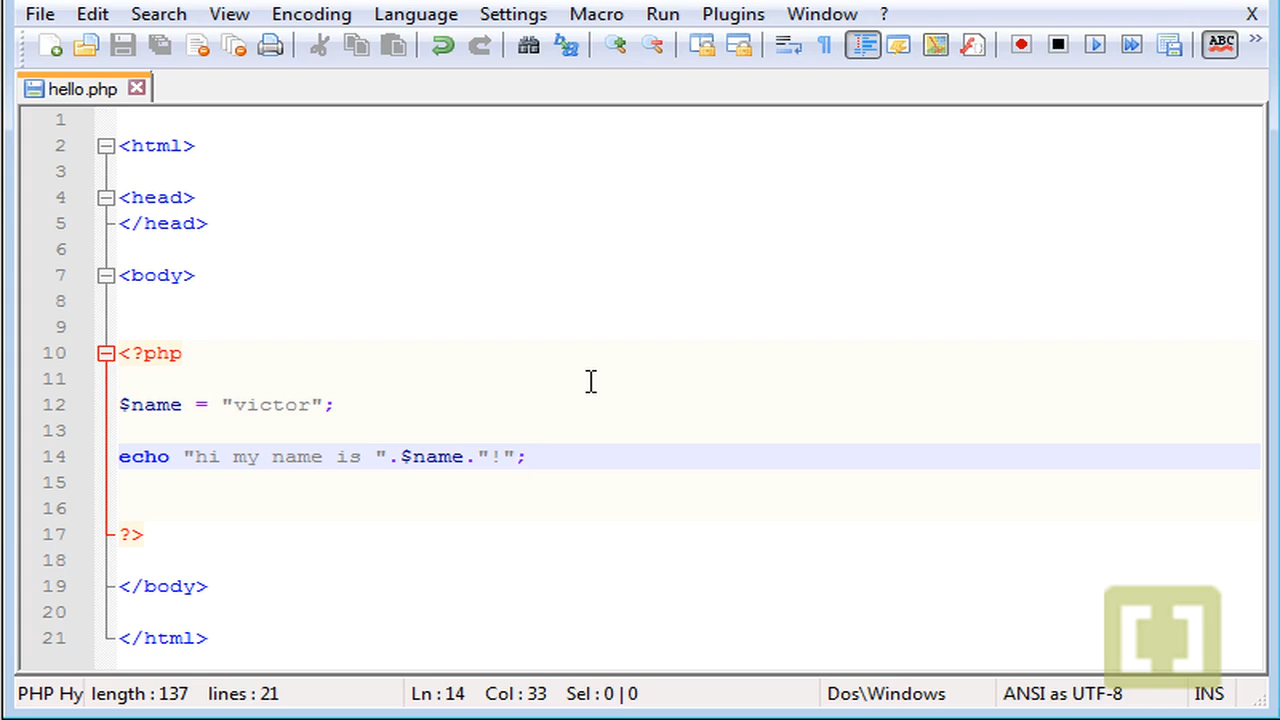 File Edit Search View Encoding Language Settings Macro Run Plugins Window ? X
ABC
hello.php
1
2 <html>
3
4 <head>
5 </head>
6
7 <body>
8
9
10 <?php
11
12 $name = "victor";
13
14 echo "hi my name is ".$name."!";
15
16
17 ?>
18
19 </body>
20
21 </html>
PHP Hy length : 137 lines : 21 Ln : 14 Col : 33 Sel : 0 | 0 Dos\Windows ANSI as UTF-8 INS